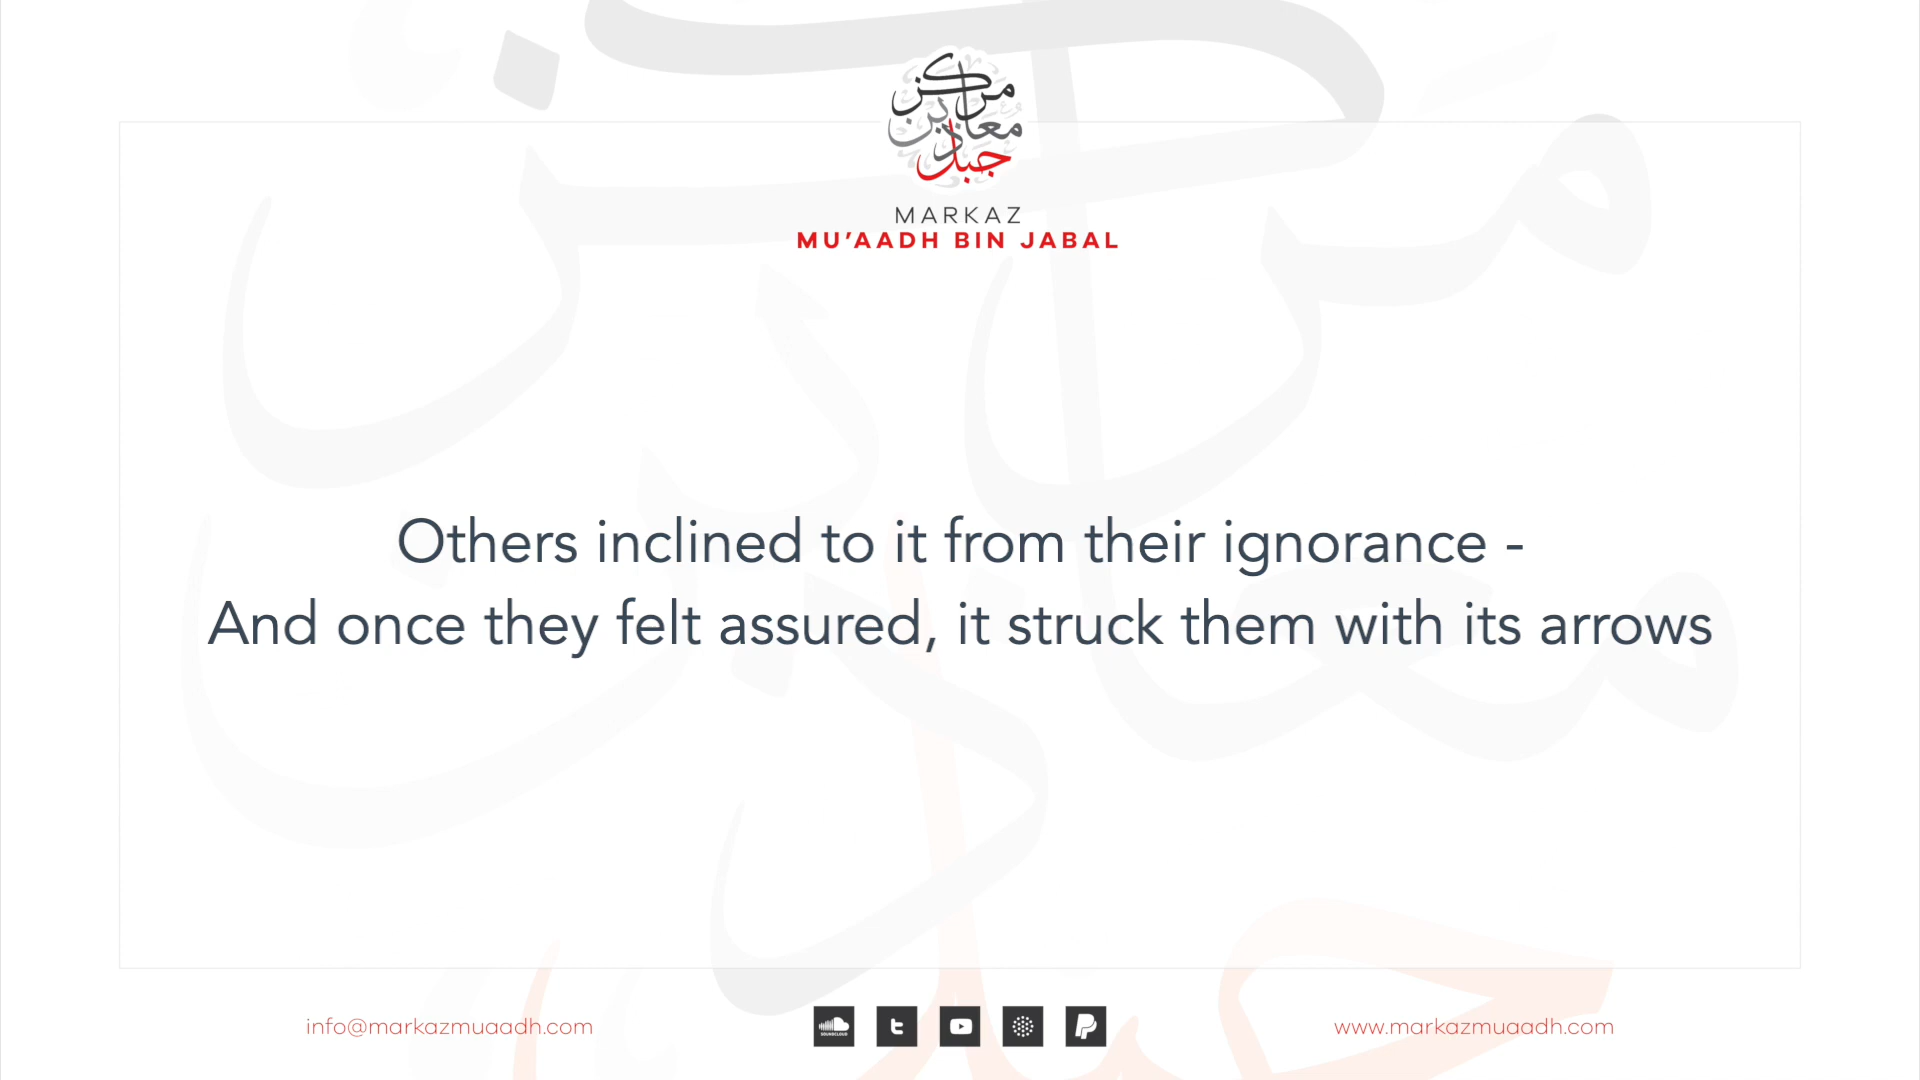 مركز
معاذ بن
جبل
MARKAZ
MU'AADH BIN JABAL
Others inclined to it from their ignorance -
And once they felt assured, it struck them with its arrows
info@markazmuaadh.com
SOUNDCLOUD
www.markazmuaadh.com